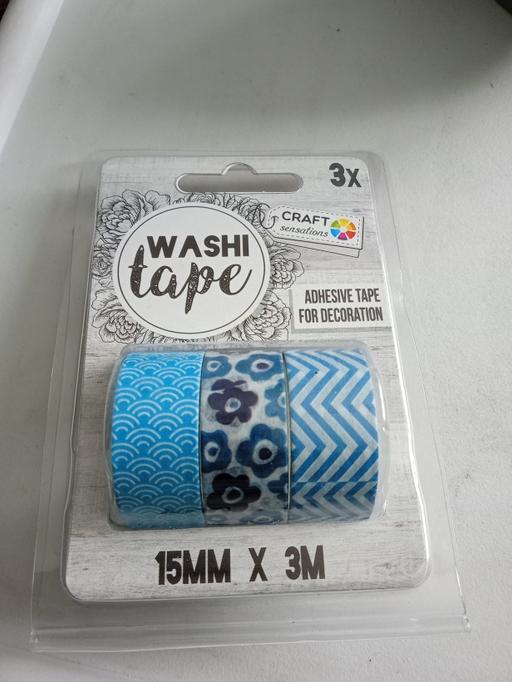 3X
CRAFT
sensations
WASHI
tape
ADHESIVE TAPE
FOR DECORATION
15MM X 3M